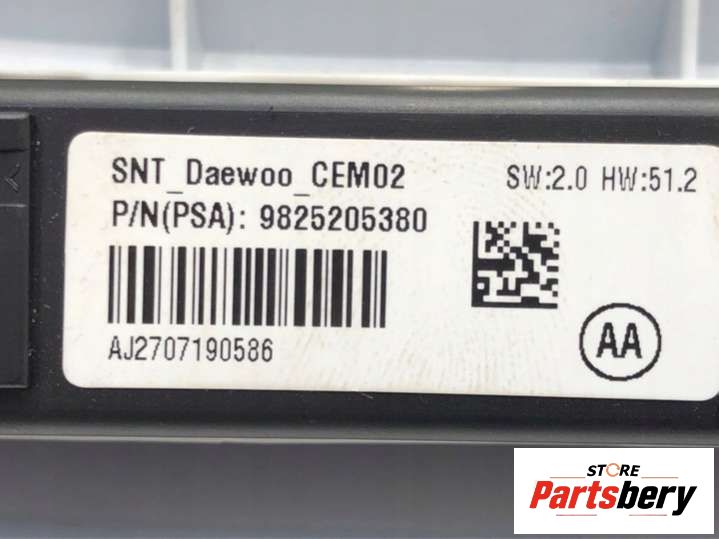 SNT_Daewoo_CEM02
SW:2.0 HW:51.2
P/N(PSA): 9825205380
AJ2707190586
AA
STORE
Partsbery